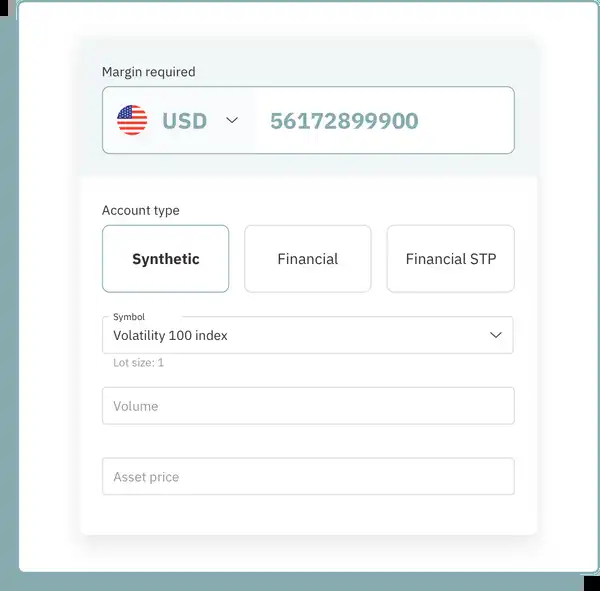 Margin required
USD 56172899900
Account type
Synthetic Financial Financial STP
Symbol
Volatility 100 index
Lot size: 1
Volume
Asset price